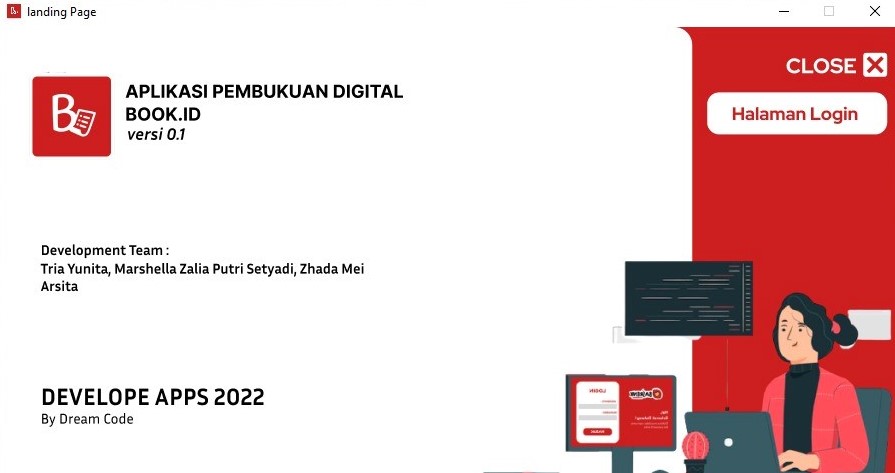 landing Page
CLOSE
Halaman Login
APLIKASI PEMBUKUAN DIGITAL
BOOK.ID
versi 0.1
Development Team :
Tria Yunita, Marshella Zalia Putri Setyadi, Zhada Mei
Arsita
DEVELOPE APPS 2022
By Dream Code